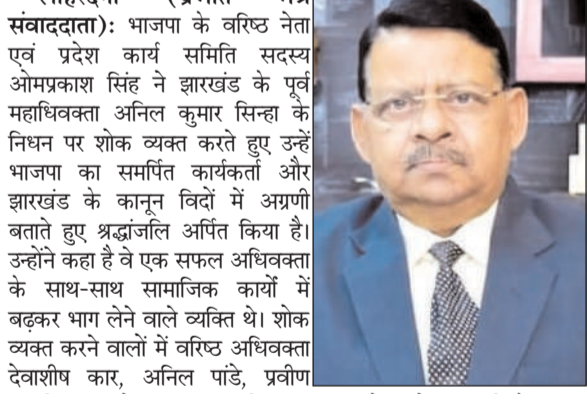 संवाददाता): भाजपा के वरिष्ठ नेता
एवं प्रदेश कार्य समिति सदस्य
ओमप्रकाश सिंह ने झारखंड के पूर्व
महाधिवक्ता अनिल कुमार सिन्हा के
निधन पर शोक व्यक्त करते हुए उन्हें
भाजपा का समर्पित कार्यकर्ता और
झारखंड के कानून विदों में अग्रणी
बताते हुए श्रद्धांजलि अर्पित किया है।
उन्होंने कहा है वे एक सफल अधिवक्ता
के साथ-साथ सामाजिक कार्यों में
बढ़कर भाग लेने वाले व्यक्ति थे। शोक
व्यक्त करने वालों में वरिष्ठ अधिवक्ता
देवाशीष कार, अनिल पांडे, प्रवीण